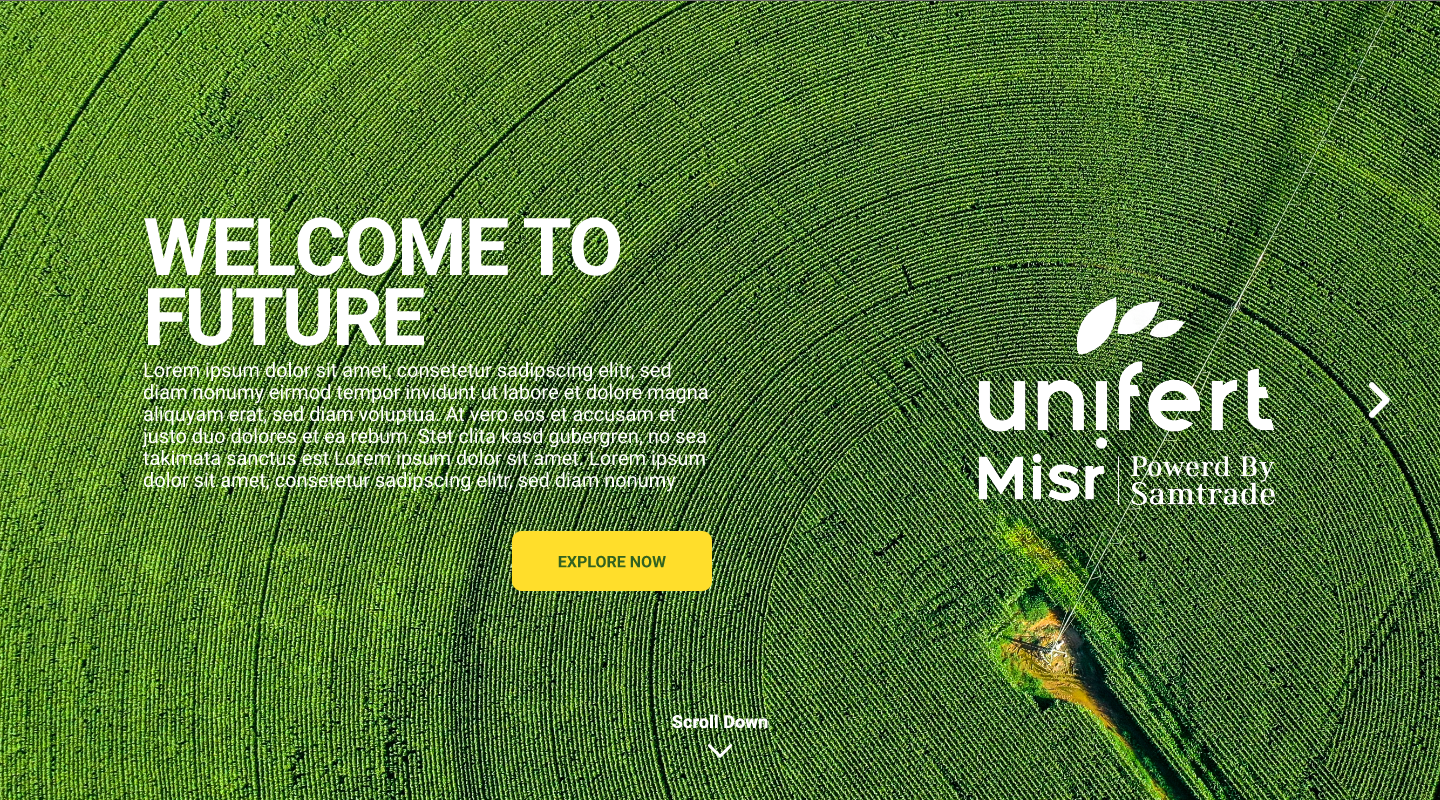 WELCOME TO
FUTURE
Lorem ipsum dolor sit amet, consetetur sadipscing elitr, sed
diam nonumy eirmod tempor invidunt ut labore et dolore magna
aliquyam erat, sed diam voluptua. At vero eos et accusam et
justo duo dolores et ea rebum. Stet clita kasd gubergren, no sea
takimata sanctus est Lorem ipsum dolor sit amet. Lorem ipsum
dolor sit amet, consetetur sadipscing elitr, sed diam nonumy
EXPLORE NOW
unifert
Misr
Powerd By
Samtrade
Scroll Down